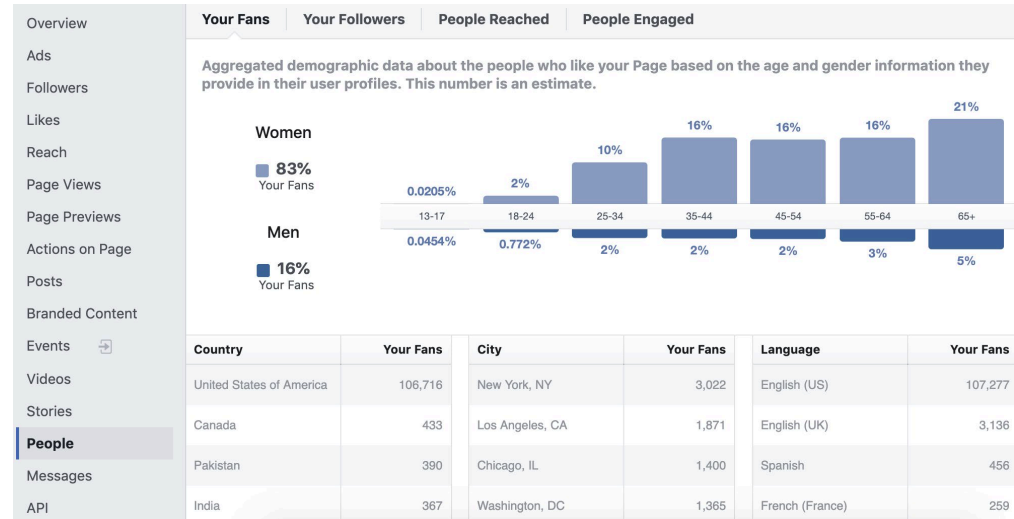 Overview
Ads
Followers
Likes
Reach
Page Views
Page Previews
Actions on Page
Posts
Branded Content
Events
Videos
Stories
People
Messages
API
Your Fans Your Followers People Reached People Engaged
Aggregated demographic data about the people who like your Page based on the age and gender information they
provide in their user profiles. This number is an estimate.
Women
83%
Your Fans
0.0205% 2% 10% 16% 16% 16% 21%
13-17 18-24 25-34 35-44 45-54 55-64 65+
Men
16%
Your Fans
0.0454% 0.772% 2% 2% 2% 3% 5%
Country Your Fans City Your Fans Language Your Fans
United States of America 106,716 New York, NY 3,022 English (US) 107,277
Canada 433 Los Angeles, CA 1,871 English (UK) 3,136
Pakistan 390 Chicago, IL 1,400 Spanish 456
India 367 Washington, DC 1,365 French (France) 259